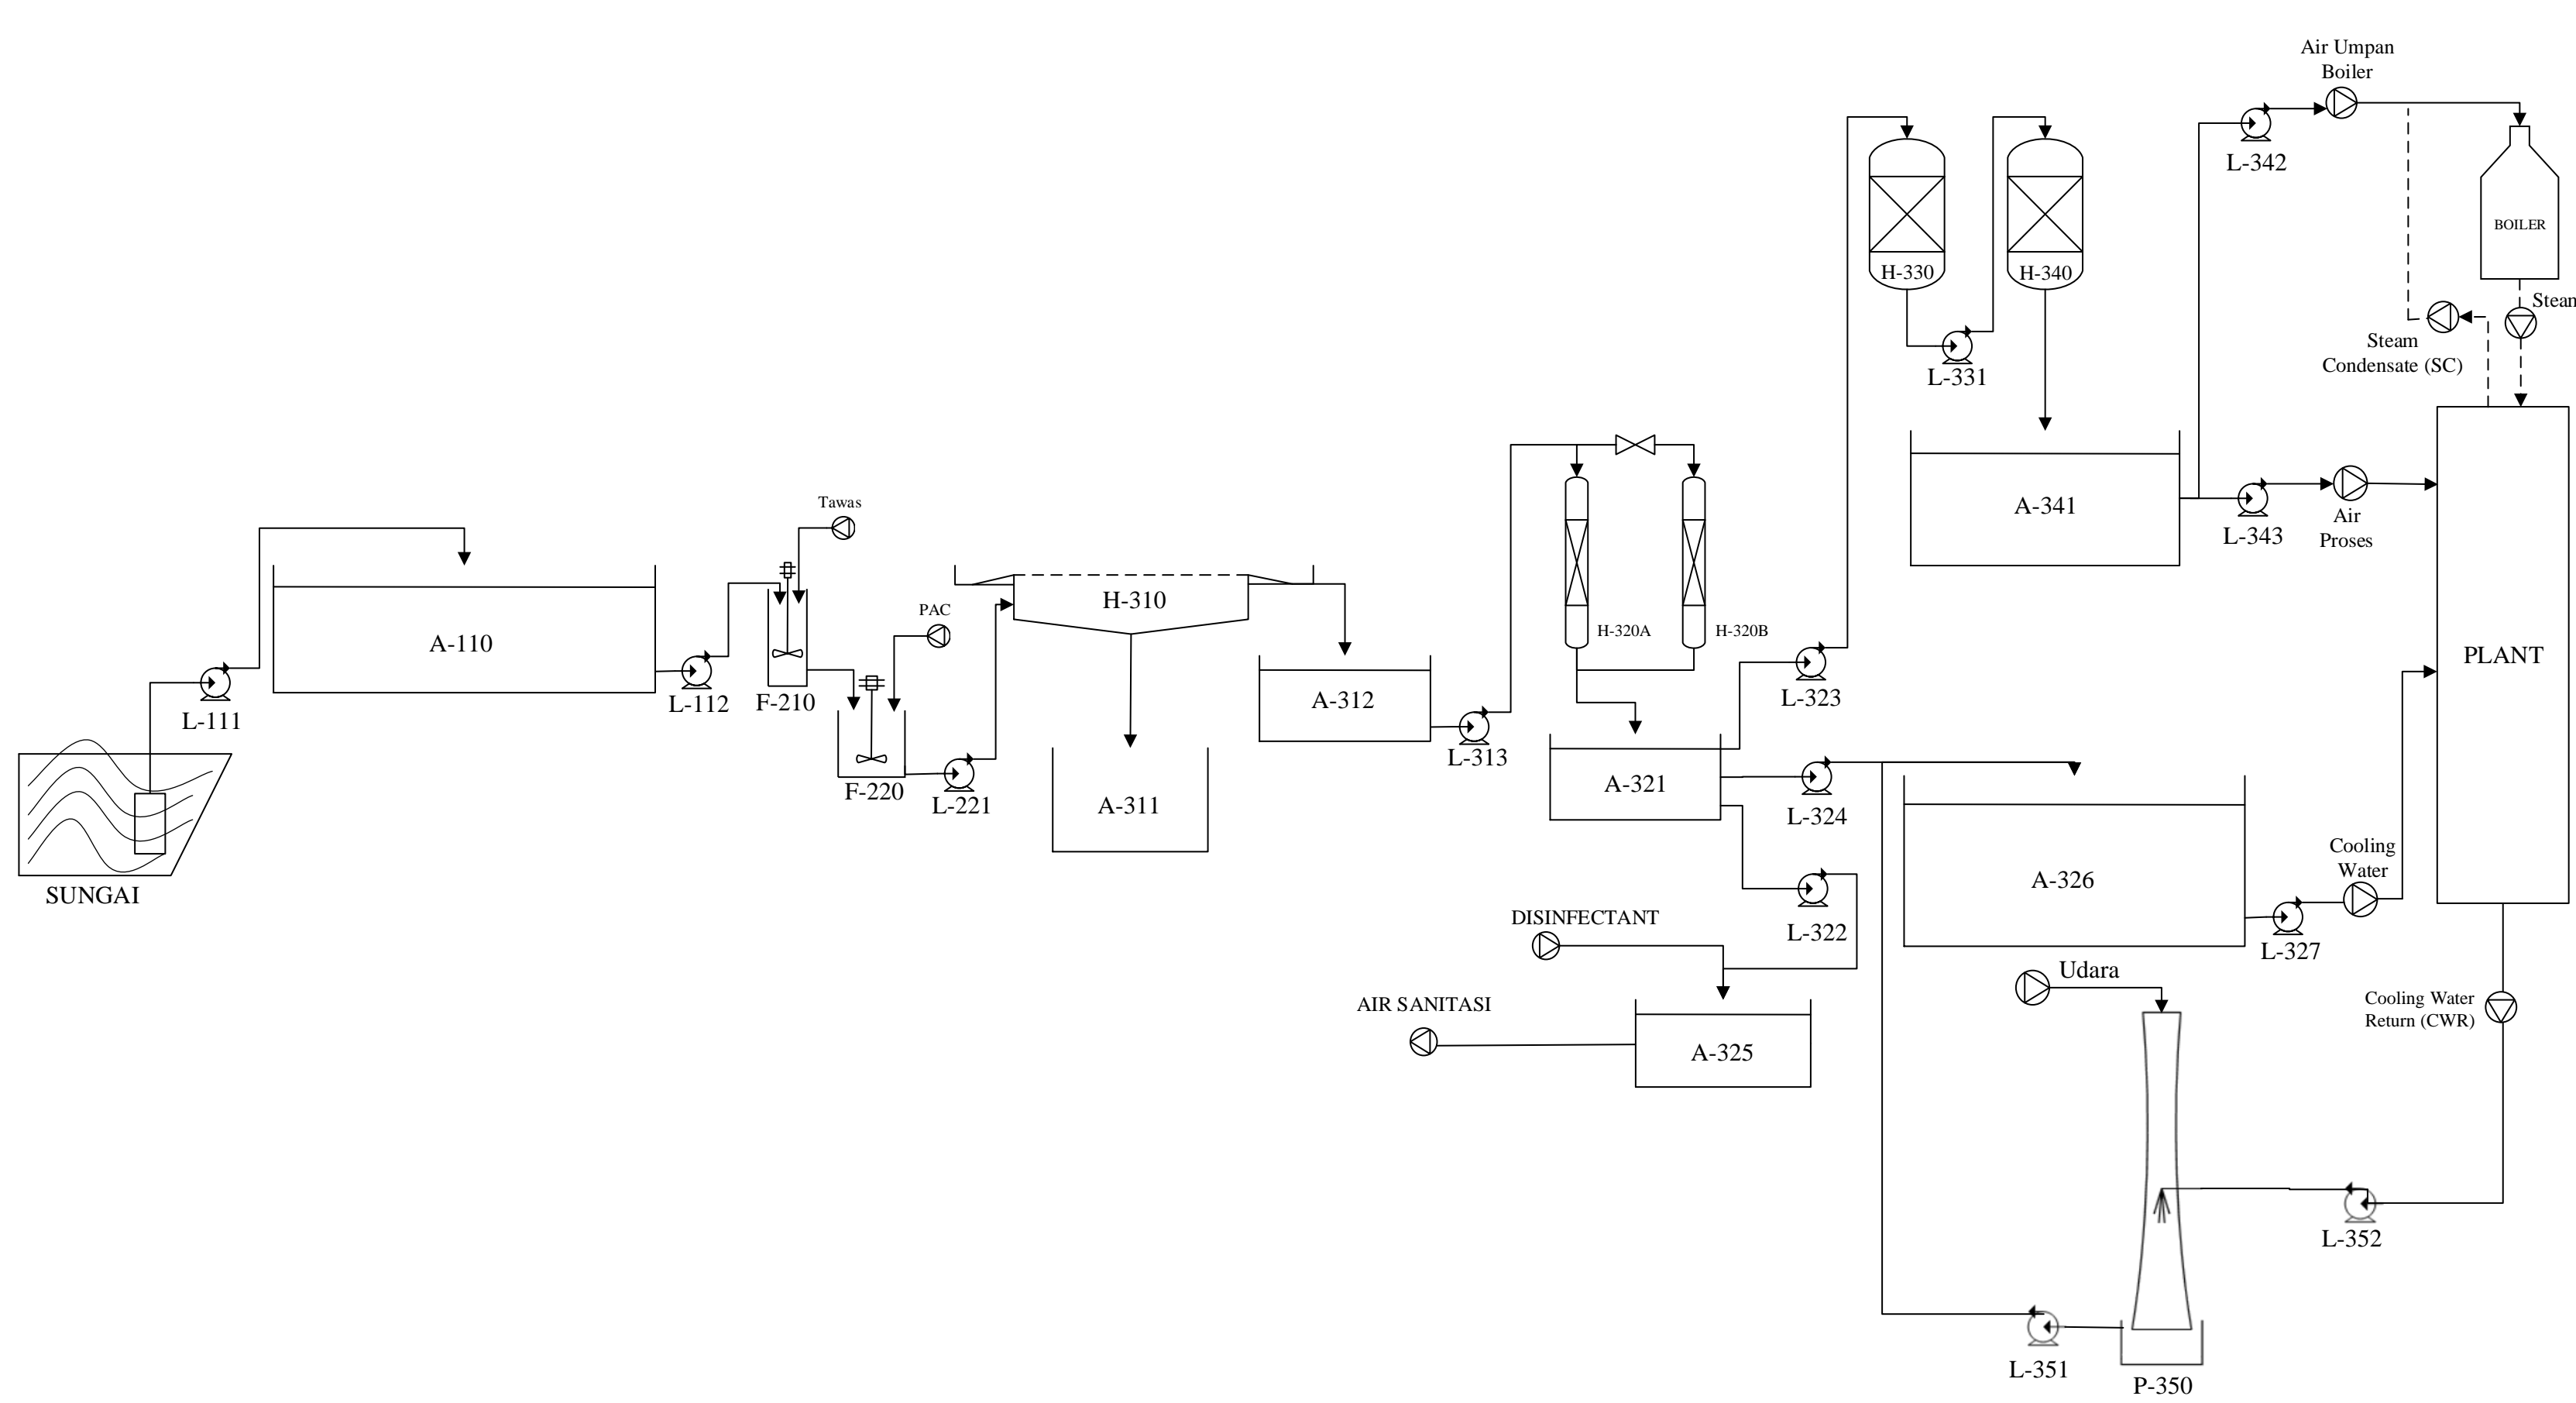 Air Umpan
Boiler
L-342
BOILER
H-330
H-340
Steam
Steam
Condensate (SC)
L-331
Tawas
A-341
L-343
Air
Proses
H-310
PAC
H-320A
H-320B
A-110
PLANT
L-111
L-112
F-210
A-312
L-323
L-313
A-321
F-220
L-221
A-311
L-324
SUNGAI
Cooling
Water
A-326
DISINFECTANT
L-322
L-327
Udara
AIR SANITASI
Cooling Water
Return (CWR)
A-325
L-352
L-351
P-350